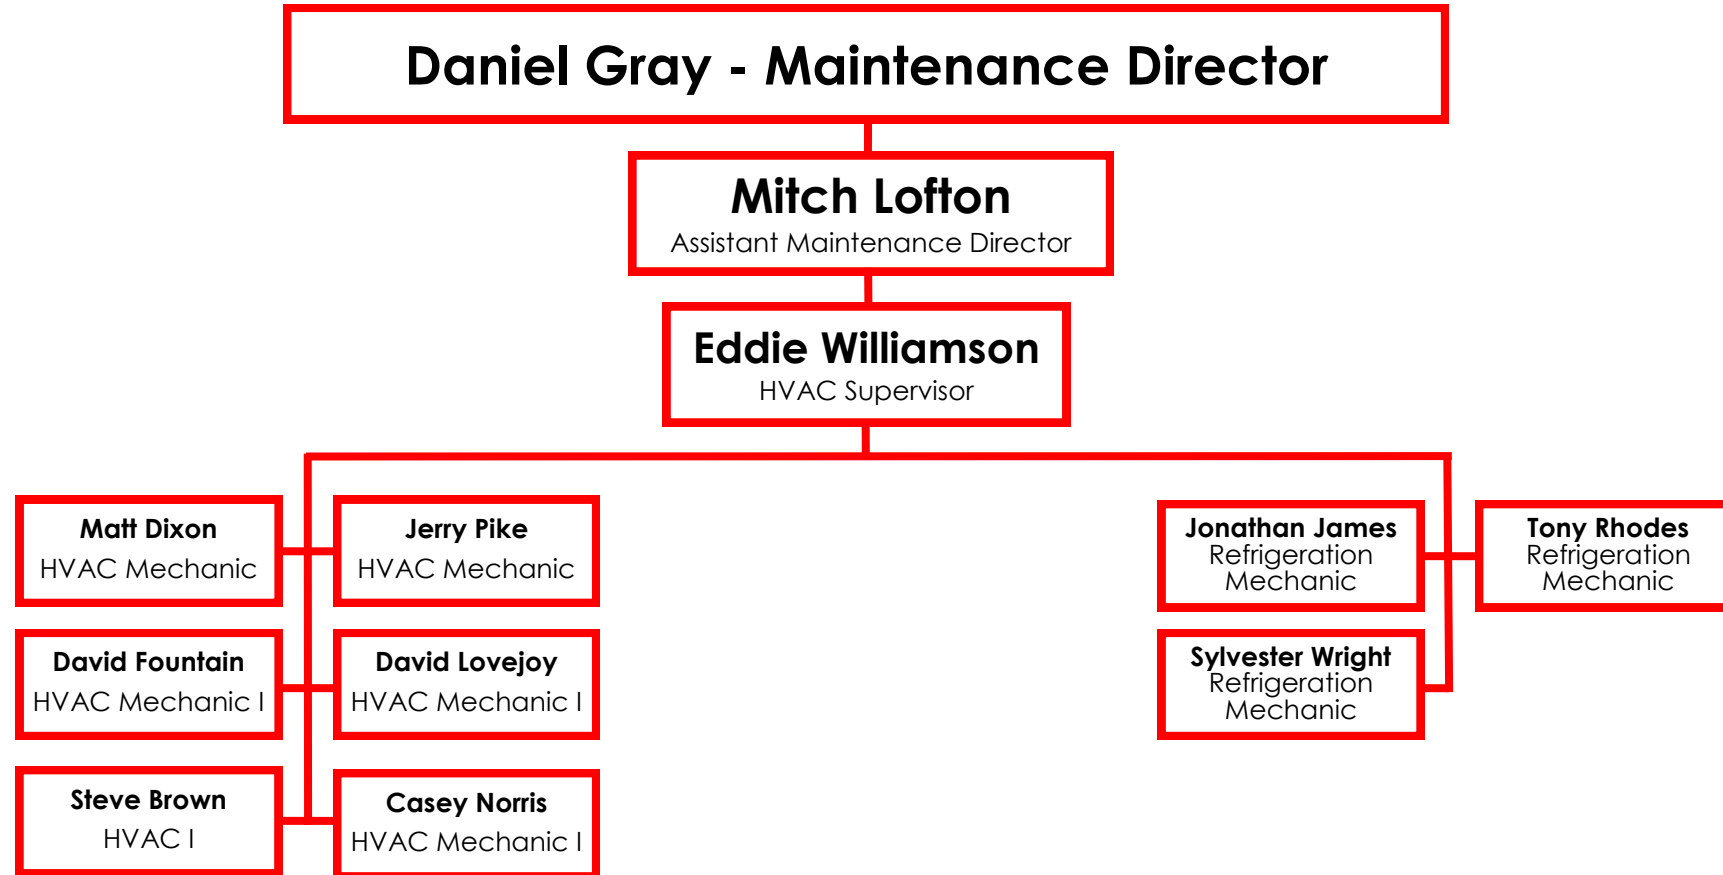 Daniel Gray - Maintenance Director
Mitch Lofton
Assistant Maintenance Director
Eddie Williamson
HVAC Supervisor
Matt Dixon
HVAC Mechanic
Jerry Pike
HVAC Mechanic
Jonathan James
Refrigeration
Mechanic
Tony Rhodes
Refrigeration
Mechanic
David Fountain
HVAC Mechanic I
David Lovejoy
HVAC Mechanic I
Sylvester Wright
Refrigeration
Mechanic
Steve Brown
HVAC I
Casey Norris
HVAC Mechanic I